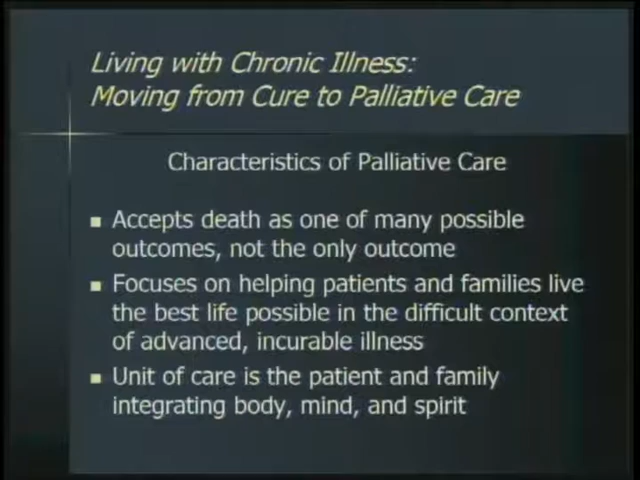 Living with Chronic Illness:
Moving from Cure to Palliative Care
Characteristics of Palliative Care
▪ Accepts death as one of many possible
outcomes, not the only outcome
▪ Focuses on helping patients and families live
the best life possible in the difficult context
of advanced, incurable illness
▪ Unit of care is the patient and family
integrating body, mind, and spirit